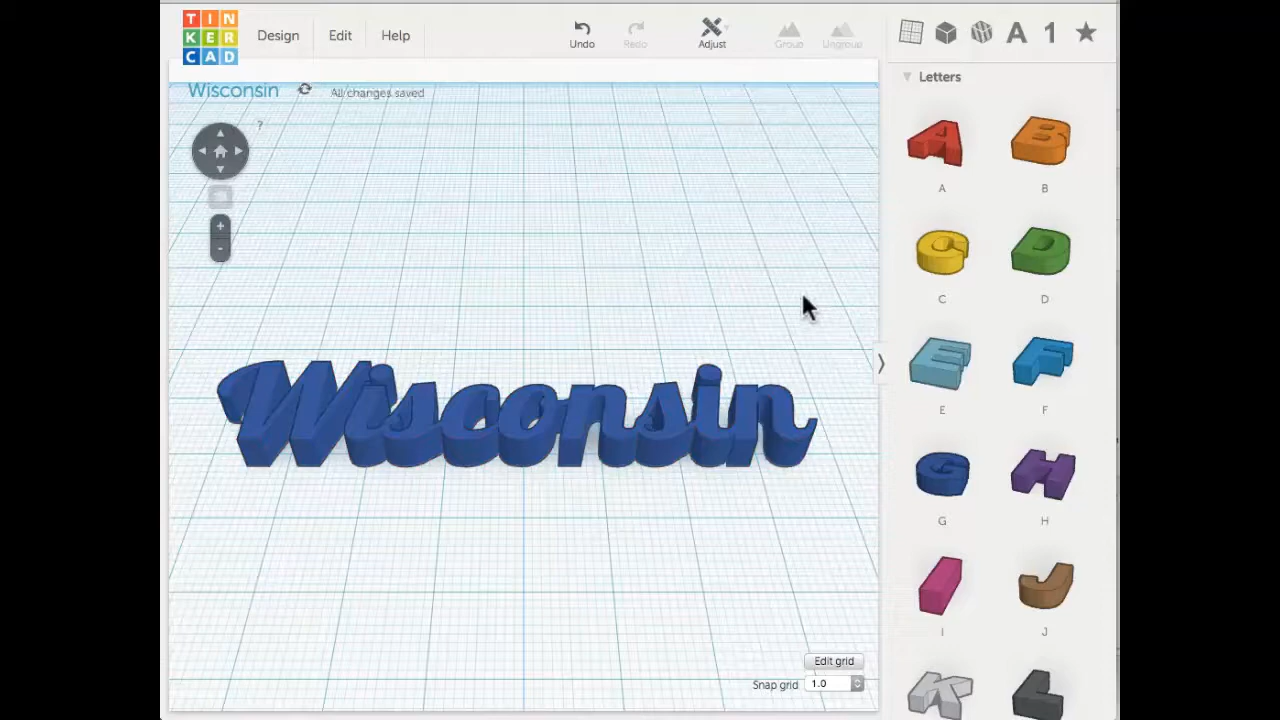 TIN
KER
CAD
Design
Edit
Help
Undo
Redo
Adjust
Group
Ungroup
A
1
Wisconsin
All changes saved
?
+
-
Letters
A
B
A
B
C
D
C
D
E
F
E
F
G
H
G
H
I
J
I
J
K
L
Wisconsin
Edit grid
Snap grid
1.0